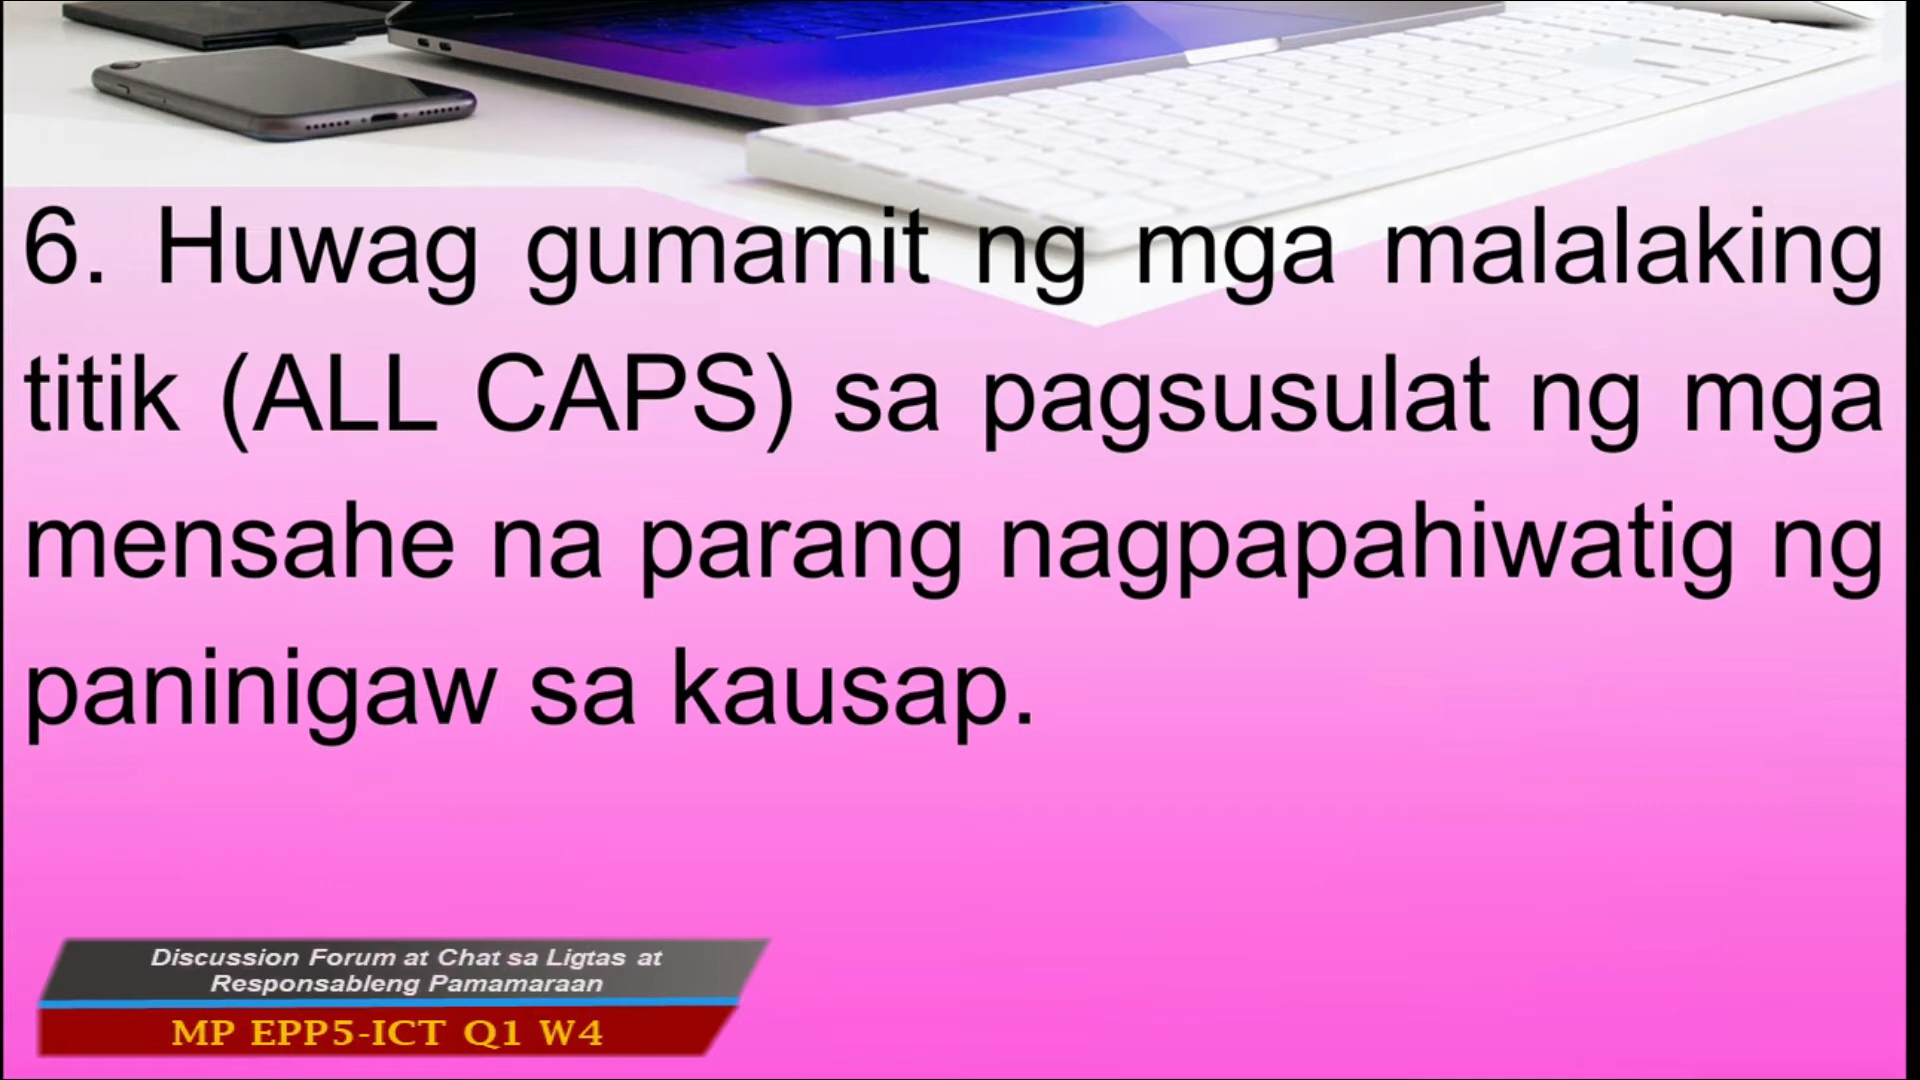 6. Huwag gumamit ng mga malalaking
titik (ALL CAPS) sa pagsusulat ng mga
mensahe na parang nagpapahiwatig ng
paninigaw sa kausap.
Discussion Forum at Chat sa Ligtas at
Responsableng Pamamaraan
MP EPP5-ICT Q1 W4